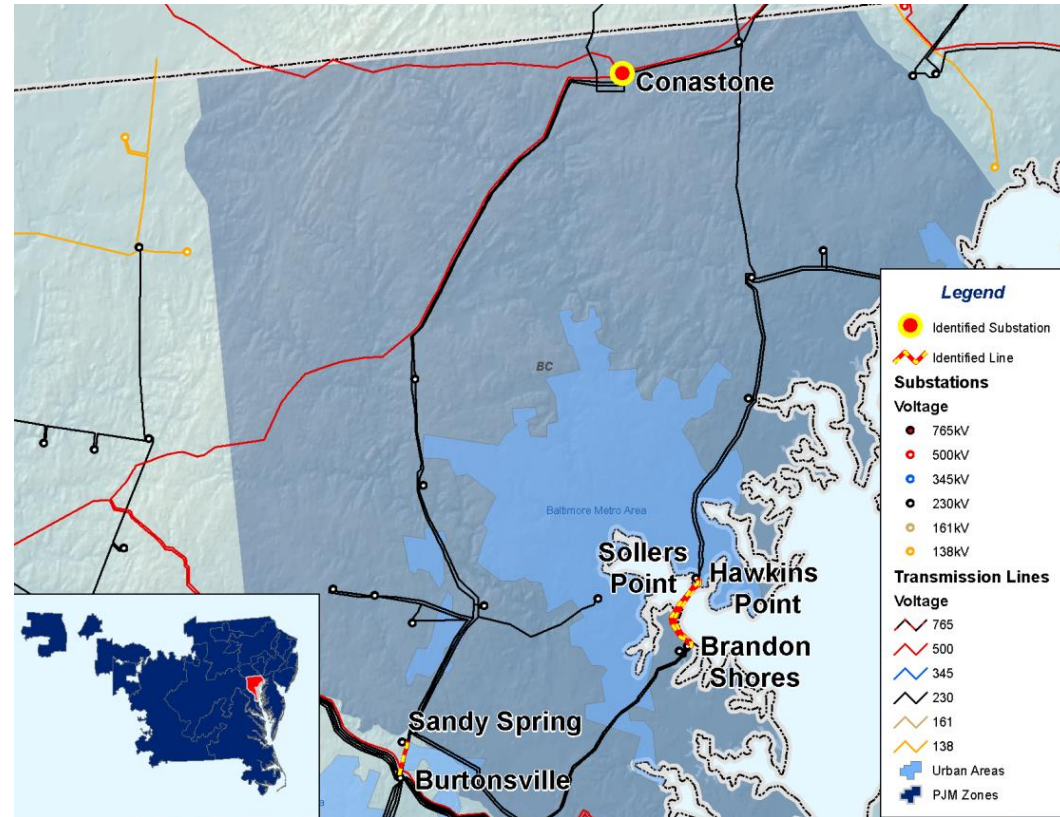 Conastone
BC
Baltimore Metro Area
Sollers
Point
Hawkins
Point
Brandon
Shores
Sandy Spring
Burtonsville
Legend
Identified Substation
Identified Line
Substations
Voltage
765kV
500kV
345kV
230kV
161kV
138kV
Transmission Lines
Voltage
765
500
345
230
161
138
Urban Areas
PJM Zones